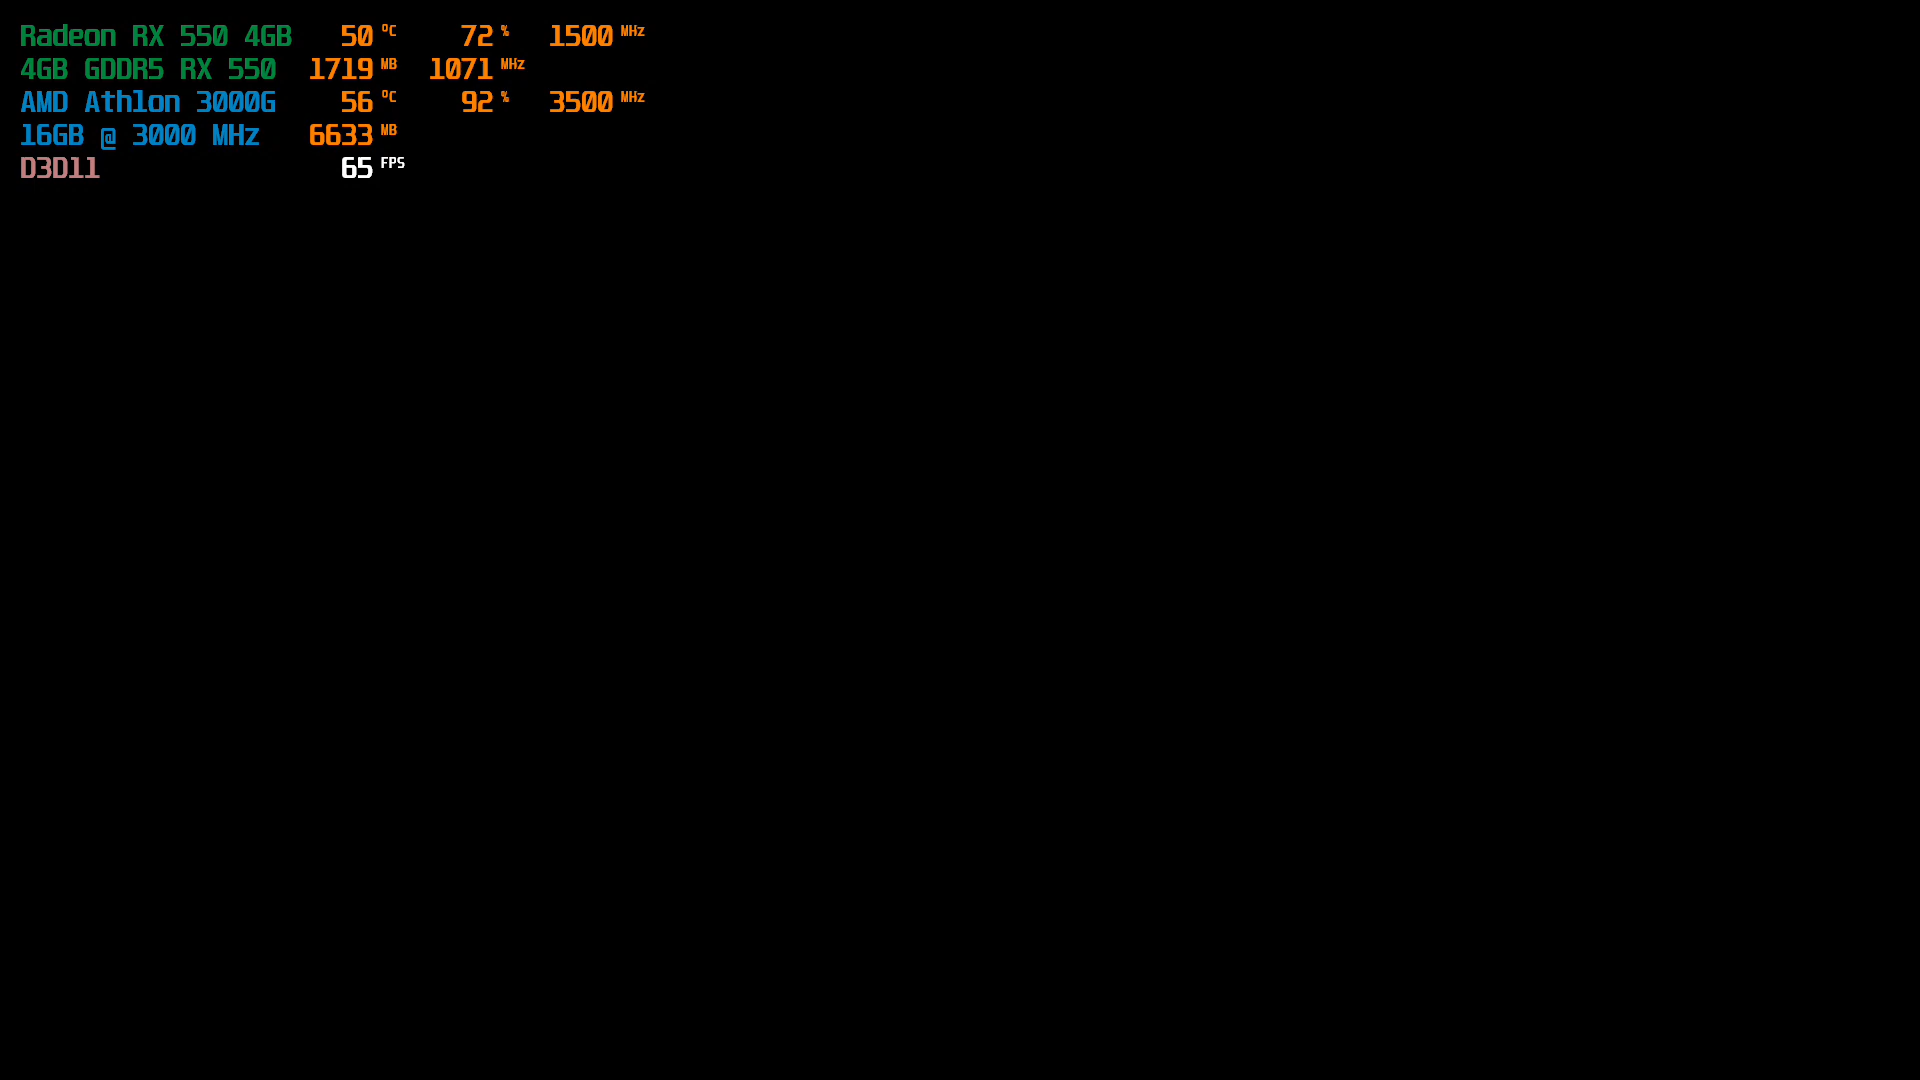 Radeon RX 550 4GB 50 °C 72 % 1500 MHz
4GB GDDR5 RX 550 1719 MB 1071 MHz
AMD Athlon 3000G 56 °C 92 % 3500 MHz
16GB @ 3000 MHz 6633 MB
D3D11 65 FPS